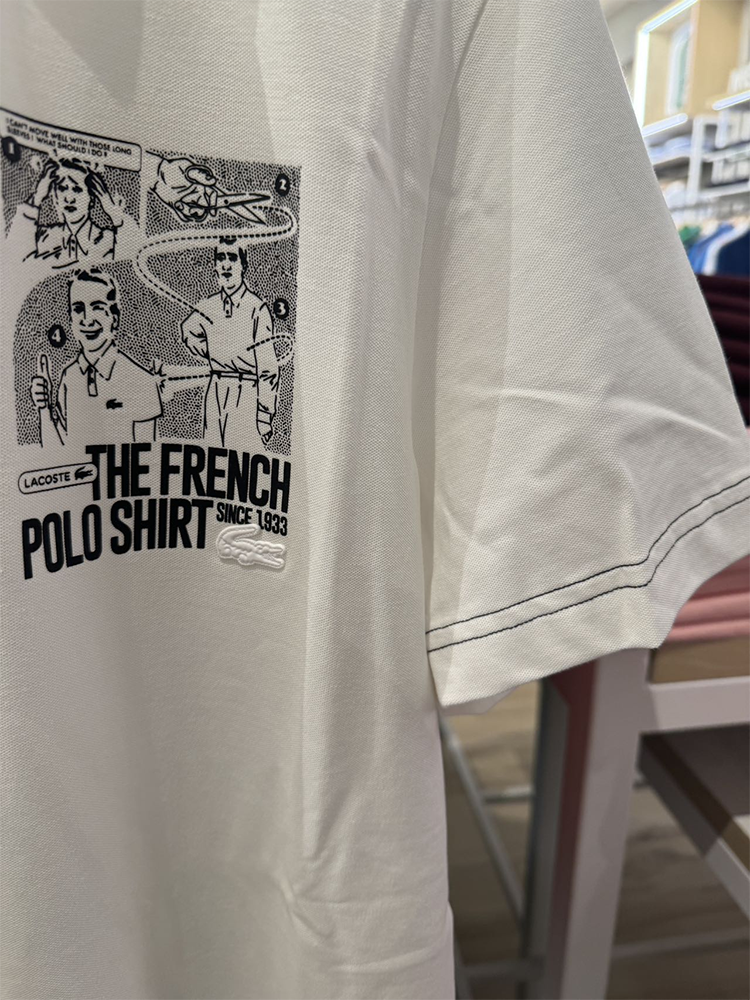 I CAN'T MOVE WELL WITH THOSE LONG
SLEEVES! WHAT SHOULD I DO?
1
2
3
4
LACOSTE THE FRENCH
POLO SHIRT SINCE 1933